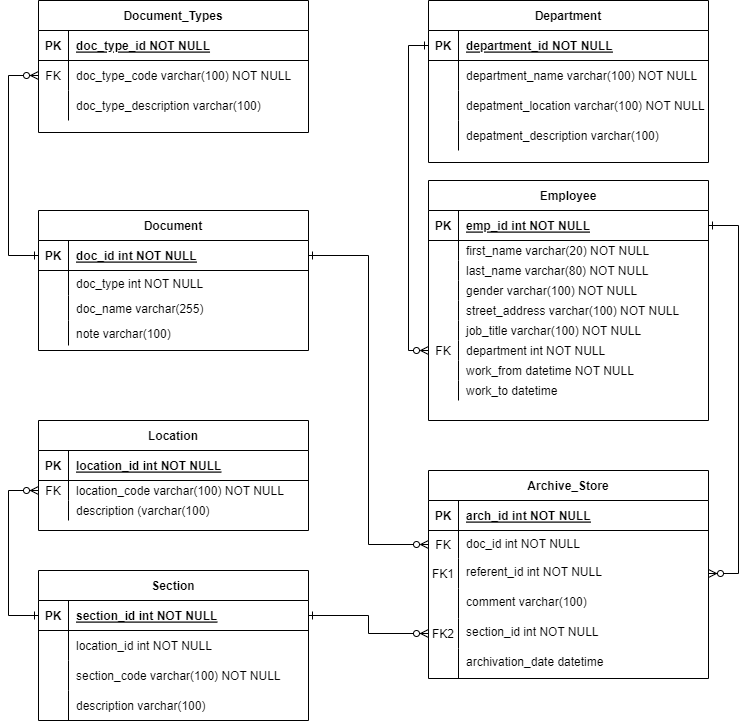 Document_Types
PK doc_type_id NOT NULL
FK doc_type_code varchar(100) NOT NULL
doc_type_description varchar(100)
Department
PK department_id NOT NULL
department_name varchar(100) NOT NULL
depatment_location varchar(100) NOT NULL
depatment_description varchar(100)
Document
PK doc_id int NOT NULL
doc_type int NOT NULL
doc_name varchar(255)
note varchar(100)
Employee
PK emp_id int NOT NULL
first_name varchar(20) NOT NULL
last_name varchar(80) NOT NULL
gender varchar(100) NOT NULL
street_address varchar(100) NOT NULL
job_title varchar(100) NOT NULL
FK department int NOT NULL
work_from datetime NOT NULL
work_to datetime
Location
PK location_id int NOT NULL
FK location_code varchar(100) NOT NULL
description (varchar(100)
Archive_Store
PK arch_id int NOT NULL
FK doc_id int NOT NULL
FK1 referent_id int NOT NULL
comment varchar(100)
FK2 section_id int NOT NULL
archivation_date datetime
Section
PK section_id int NOT NULL
location_id int NOT NULL
section_code varchar(100) NOT NULL
description varchar(100)